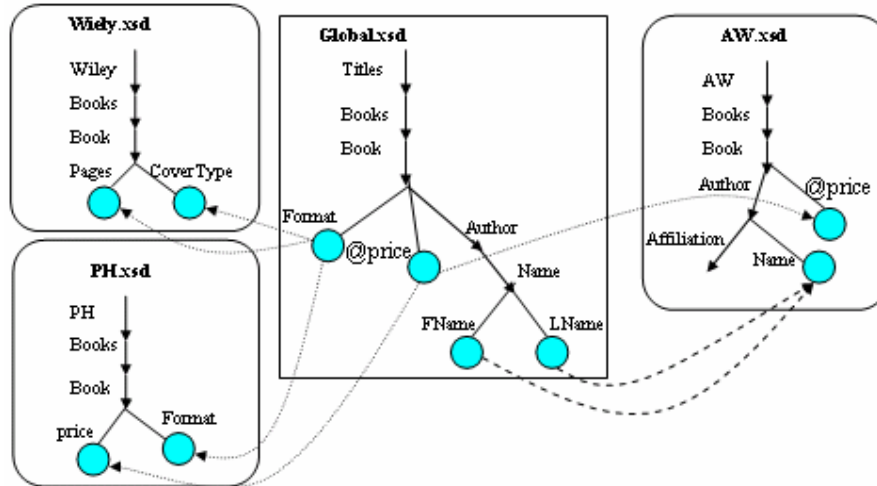 Wiely.xsd
Wiley
Books
Book
Pages
CoverType
PH.xsd
PH
Books
Book
price
Format
Global.xsd
Titles
Books
Book
Format
@price
Author
Name
FName
LName
AW.xsd
AW
Books
Book
Author
@price
Affiliation
Name